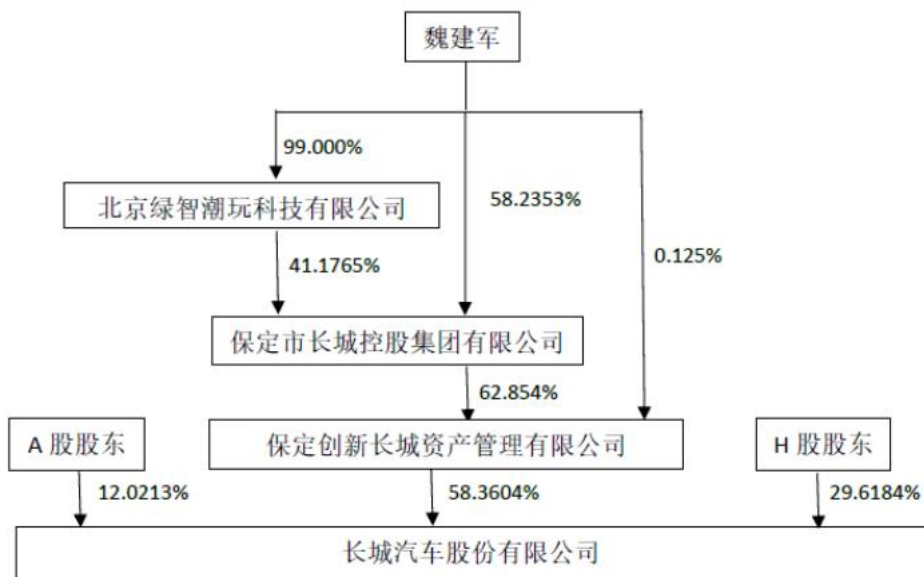 魏建军
99.000%
北京绿智潮玩科技有限公司
58.2353%
0.125%
41.1765%
保定市长城控股集团有限公司
62.854%
A 股股东
保定创新长城资产管理有限公司
H 股股东
12.0213%
58.3604%
29.6184%
长城汽车股份有限公司